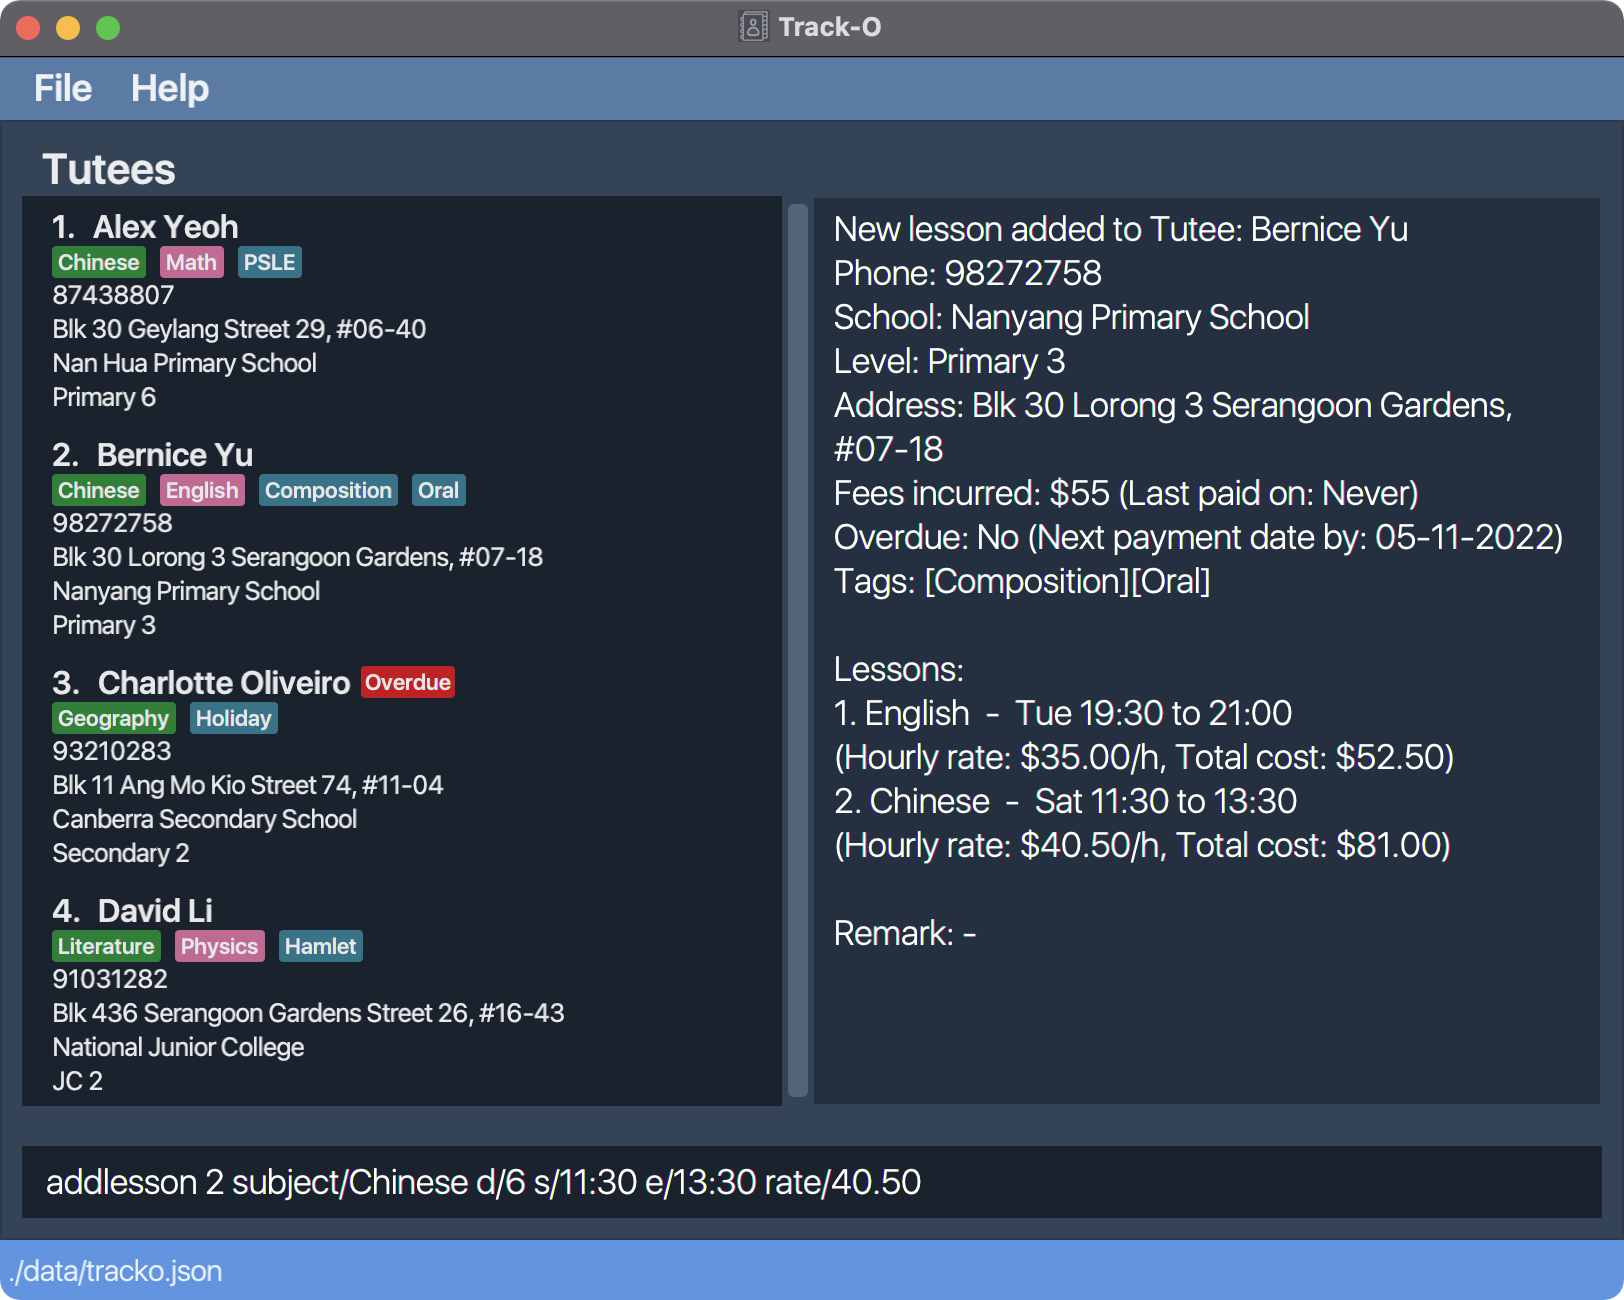 Track-O
File Help
Tutees
1. Alex Yeoh
Chinese Math PSLE
87438807
Blk 30 Geylang Street 29, #06-40
Nan Hua Primary School
Primary 6
2. Bernice Yu
Chinese English Composition Oral
98272758
Blk 30 Lorong 3 Serangoon Gardens, #07-18
Nanyang Primary School
Primary 3
3. Charlotte Oliveiro Overdue
Geography Holiday
93210283
Blk 11 Ang Mo Kio Street 74, #11-04
Canberra Secondary School
Secondary 2
4. David Li
Literature Physics Hamlet
91031282
Blk 436 Serangoon Gardens Street 26, #16-43
National Junior College
JC 2
New lesson added to Tutee: Bernice Yu
Phone: 98272758
School: Nanyang Primary School
Level: Primary 3
Address: Blk 30 Lorong 3 Serangoon Gardens,
#07-18
Fees incurred: $55 (Last paid on: Never)
Overdue: No (Next payment date by: 05-11-2022)
Tags: [Composition][Oral]
Lessons:
1. English - Tue 19:30 to 21:00
(Hourly rate: $35.00/h, Total cost: $52.50)
2. Chinese - Sat 11:30 to 13:30
(Hourly rate: $40.50/h, Total cost: $81.00)
Remark: -
addlesson 2 subject/Chinese d/6 s/11:30 e/13:30 rate/40.50
./data/tracko.json